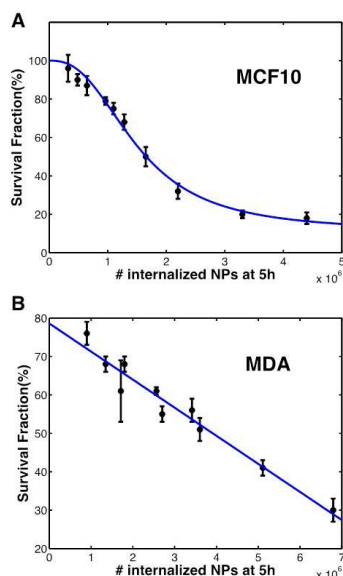 A
MCF10
Survival Fraction(%)
100
80
60
40
20
0
0 1 2 3 4 5
x 10^6
# internalized NPs at 5h
B
MDA
Survival Fraction(%)
80
70
60
50
40
30
20
0 1 2 3 4 5 6 7
x 10^6
# internalized NPs at 5h